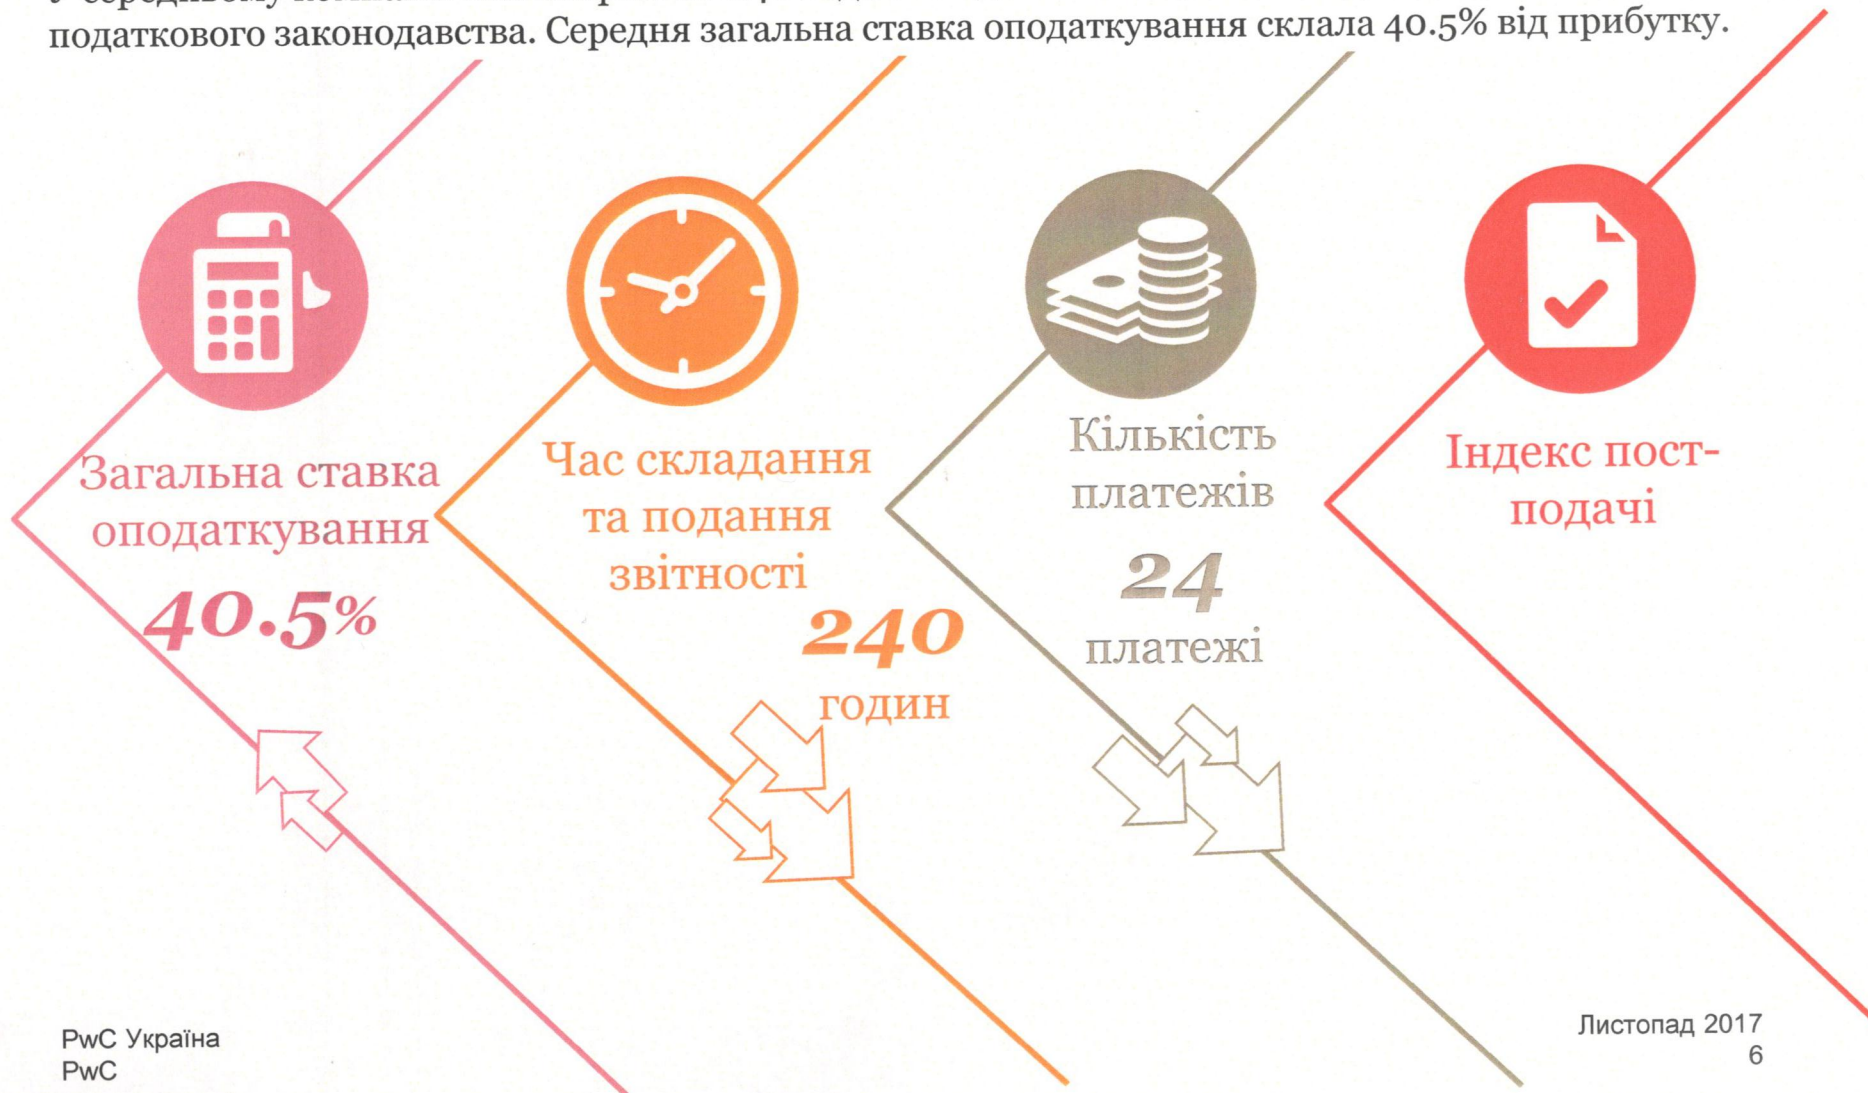 податкового законодавства. Середня загальна ставка оподаткування склала 40.5% від прибутку.
Загальна ставка
оподаткування
40.5%
Час складання
та подання
звітності
240
годин
Кількість
платежів
24
платежі
Індекс пост-
подачі
PwC Україна
PwC
Листопад 2017
6